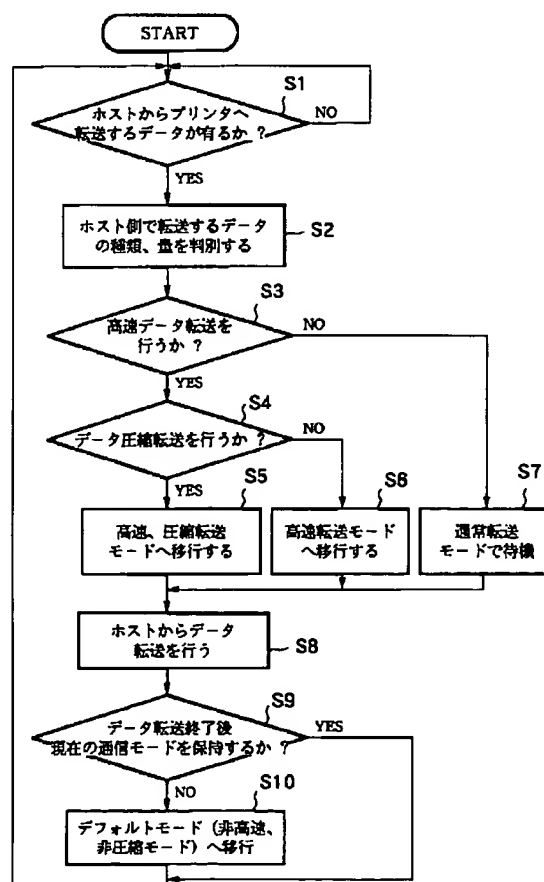 START
S1
ホストからプリンタへ
転送するデータが有るか ?
NO
YES
ホスト側で転送するデータ
の種類、量を判別する
S2
S3
高速データ転送を
行うか ?
NO
YES
S4
データ圧縮転送を行うか ?
NO
YES
S5
高速、圧縮転送
モードへ移行する
S6
高速転送モード
へ移行する
S7
通常転送
モードで待機
ホストからデータ
転送を行う
S8
S9
データ転送終了後
現在の通信モードを保持するか ?
YES
NO
S10
デフォルトモード (非高速、
非圧縮モード) へ移行